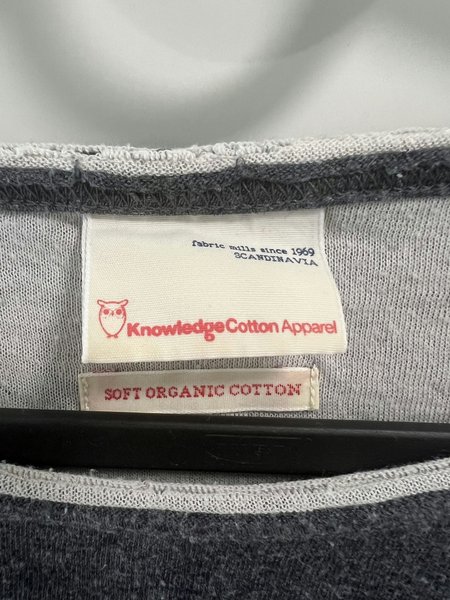 fabric mills since 1969
SCANDINAVIA
KnowledgeCotton Apparel
SOFT ORGANIC COTTON